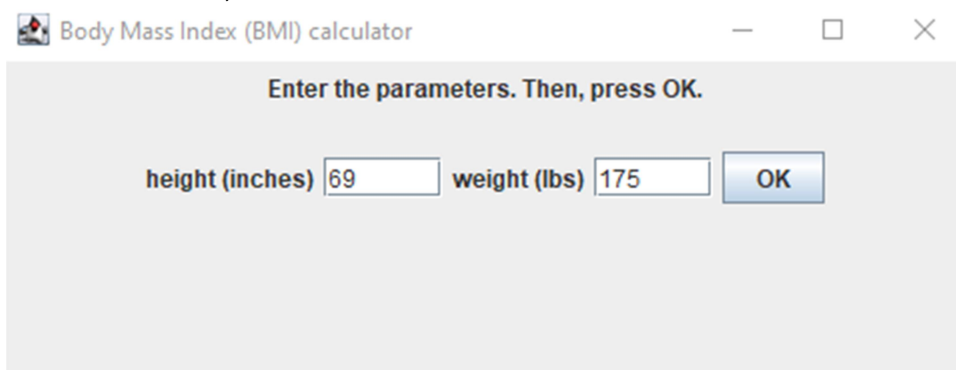 Body Mass Index (BMI) calculator
Enter the parameters. Then, press OK.
height (inches) 69 weight (lbs) 175 OK